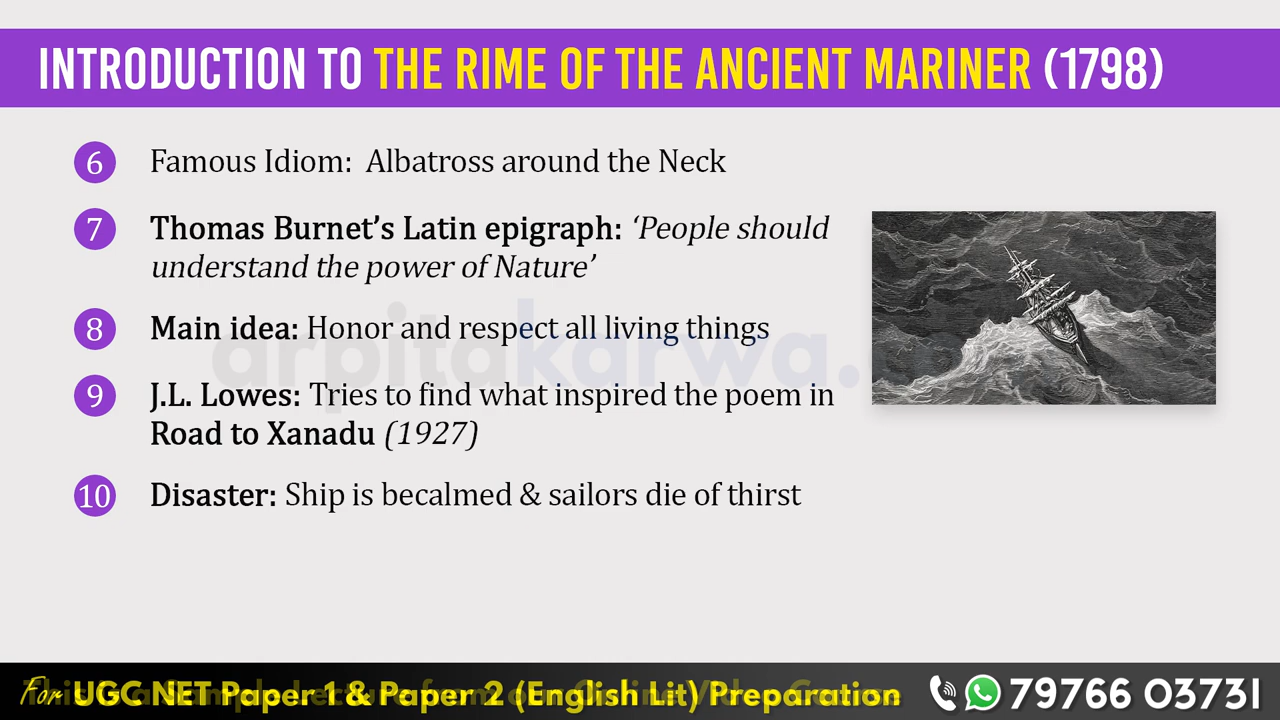 INTRODUCTION TO THE RIME OF THE ANCIENT MARINER (1798)
6 Famous Idiom: Albatross around the Neck
7 Thomas Burnet’s Latin epigraph: ‘People should
understand the power of Nature’
8 Main idea: Honor and respect all living things
arpitakarwa.
9 J.L. Lowes: Tries to find what inspired the poem in
Road to Xanadu (1927)
10 Disaster: Ship is becalmed & sailors die of thirst
For UGC NET Paper 1 & Paper 2 (English Lit) Preparation 79766 03731